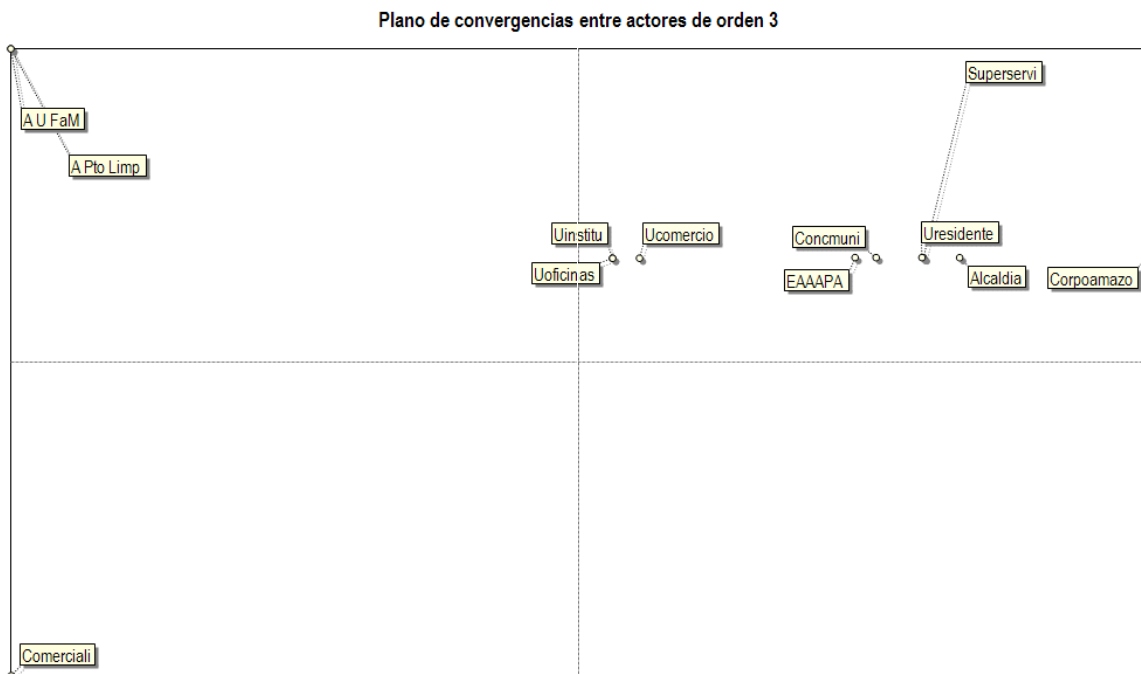 Plano de convergencias entre actores de orden 3
Superservi
A U FaM
A Pto Limp
Uinstitu
Ucomercio
Concmuni
Uresidente
Uoficinas
EAAAPA
Alcaldia
Corpoamazo
Comerciali